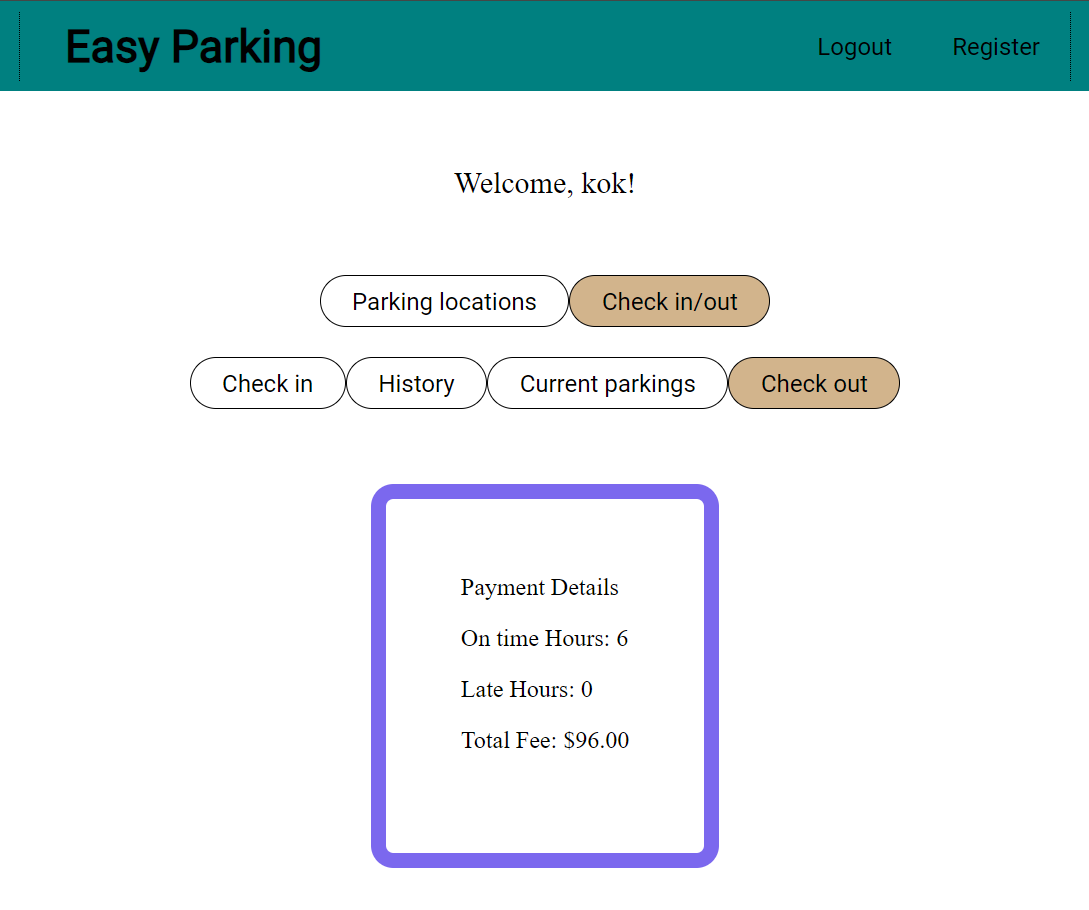 Easy Parking Logout Register
Welcome, kok!
Parking locations Check in/out
Check in History Current parkings Check out
Payment Details
On time Hours: 6
Late Hours: 0
Total Fee: $96.00